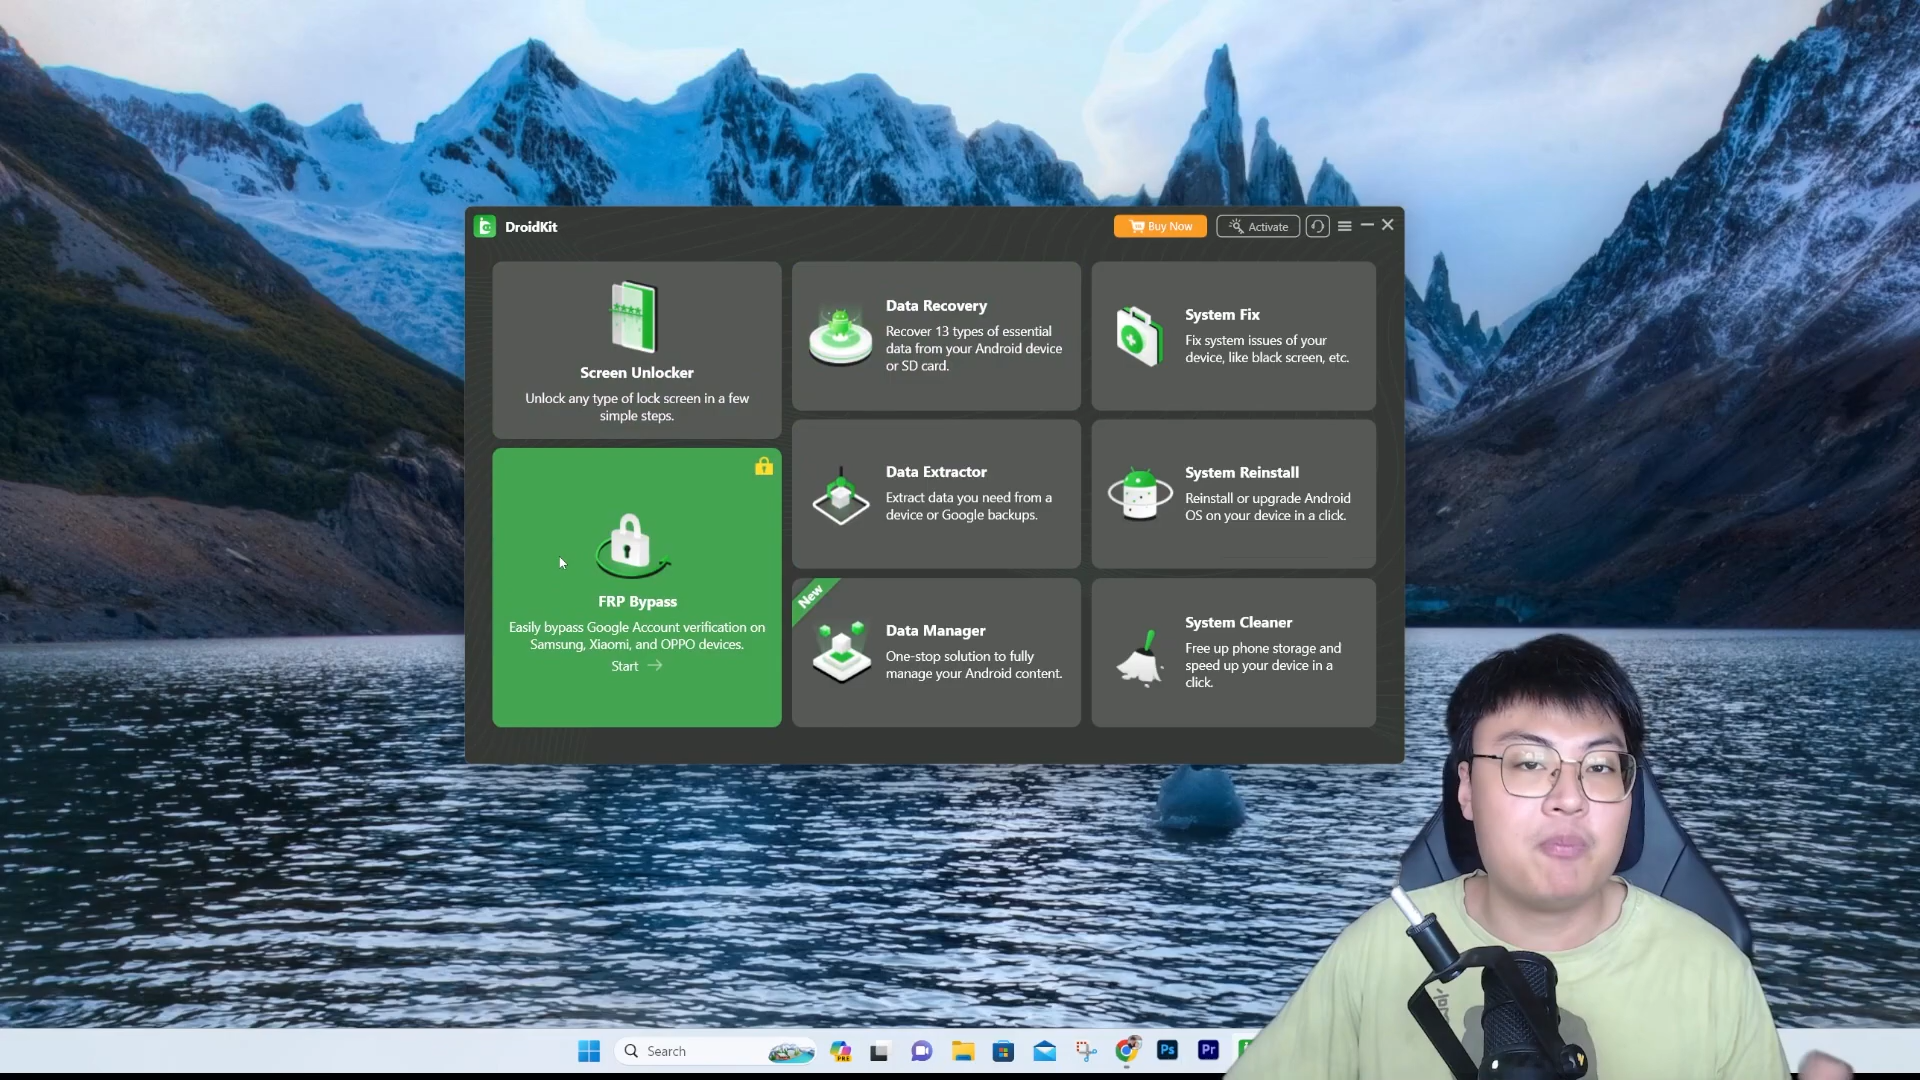 DroidKit
Buy Now
Activate
Screen Unlocker
Unlock any type of lock screen in a few
simple steps.
FRP Bypass
Easily bypass Google Account verification on
Samsung, Xiaomi, and OPPO devices.
Start
Data Recovery
Recover 13 types of essential
data from your Android device
or SD card.
Data Extractor
Extract data you need from a
device or Google backups.
New
Data Manager
One-stop solution to fully
manage your Android content.
System Fix
Fix system issues of your
device, like black screen, etc.
System Reinstall
Reinstall or upgrade Android
OS on your device in a click.
System Cleaner
Free up phone storage and
speed up your device in a
click.
Search
PRE
Ps
Pr